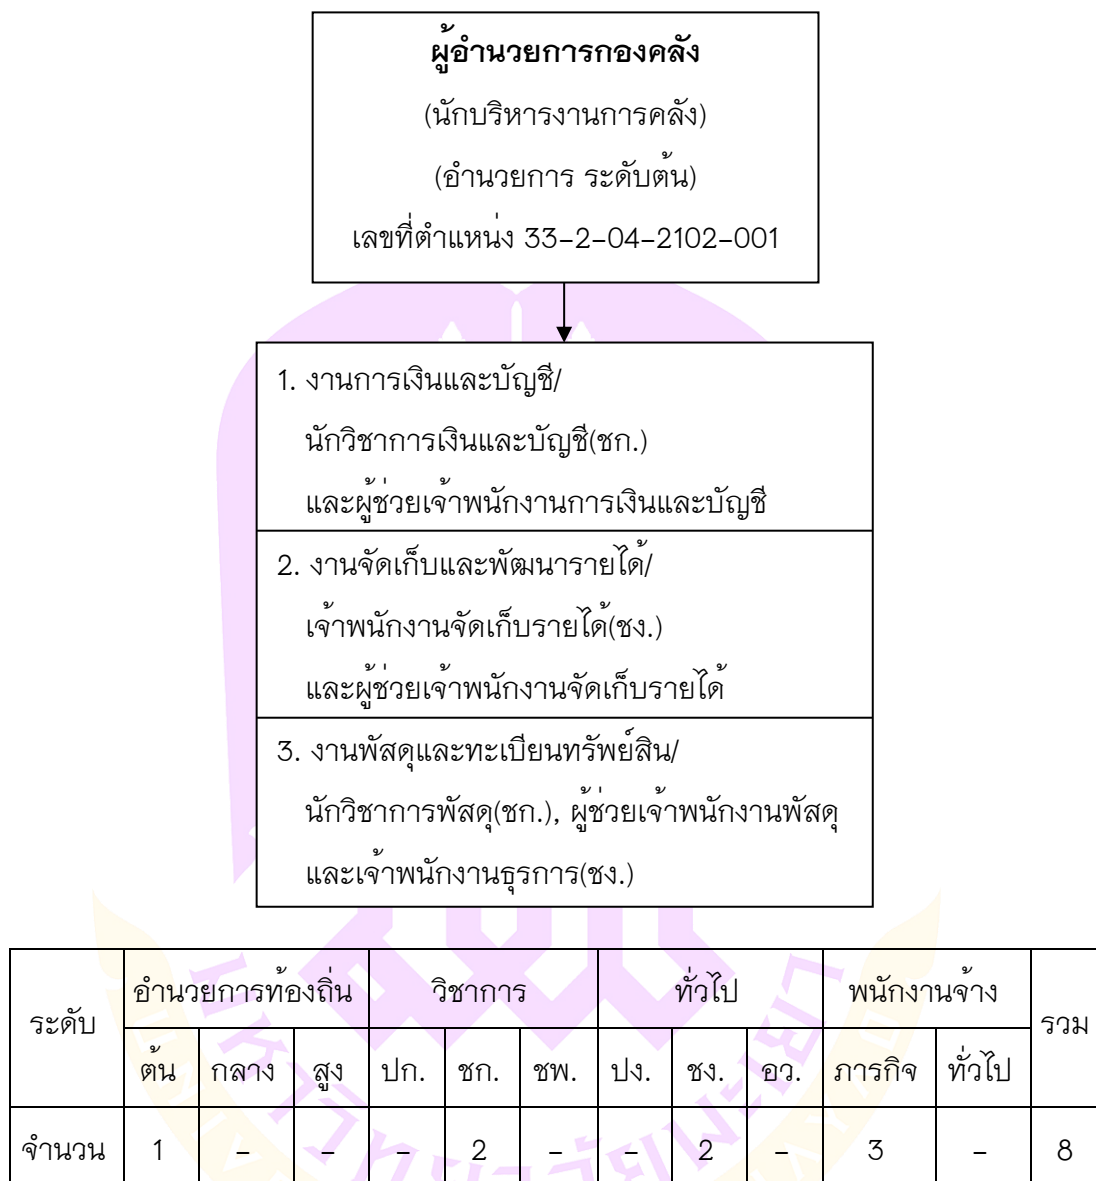 ผู้อำนวยการกองคลัง
(นักบริหารงานการคลัง)
(อำนวยการ ระดับต้น)
เลขที่ตำแหน่ง 33-2-04-2102-001
1. งานการเงินและบัญชี/
นักวิชาการเงินและบัญชี(ชก.)
และผู้ช่วยเจ้าพนักงานการเงินและบัญชี
2. งานจัดเก็บและพัฒนารายได้/
เจ้าพนักงานจัดเก็บรายได้(ชง.)
และผู้ช่วยเจ้าพนักงานจัดเก็บรายได้
3. งานพัสดุและทะเบียนทรัพย์สิน/
นักวิชาการพัสดุ(ชก.), ผู้ช่วยเจ้าพนักงานพัสดุ
และเจ้าพนักงานธุรการ(ชง.)
ระดับ อำนวยการท้องถิ่น วิชาการ ทั่วไป พนักงานจ้าง รวม
ต้น กลาง สูง ปก. ชก. ชพ. ปง. ชง. อว. ภารกิจ ทั่วไป
จำนวน 1 - - - 2 - - 2 - 3 - 8